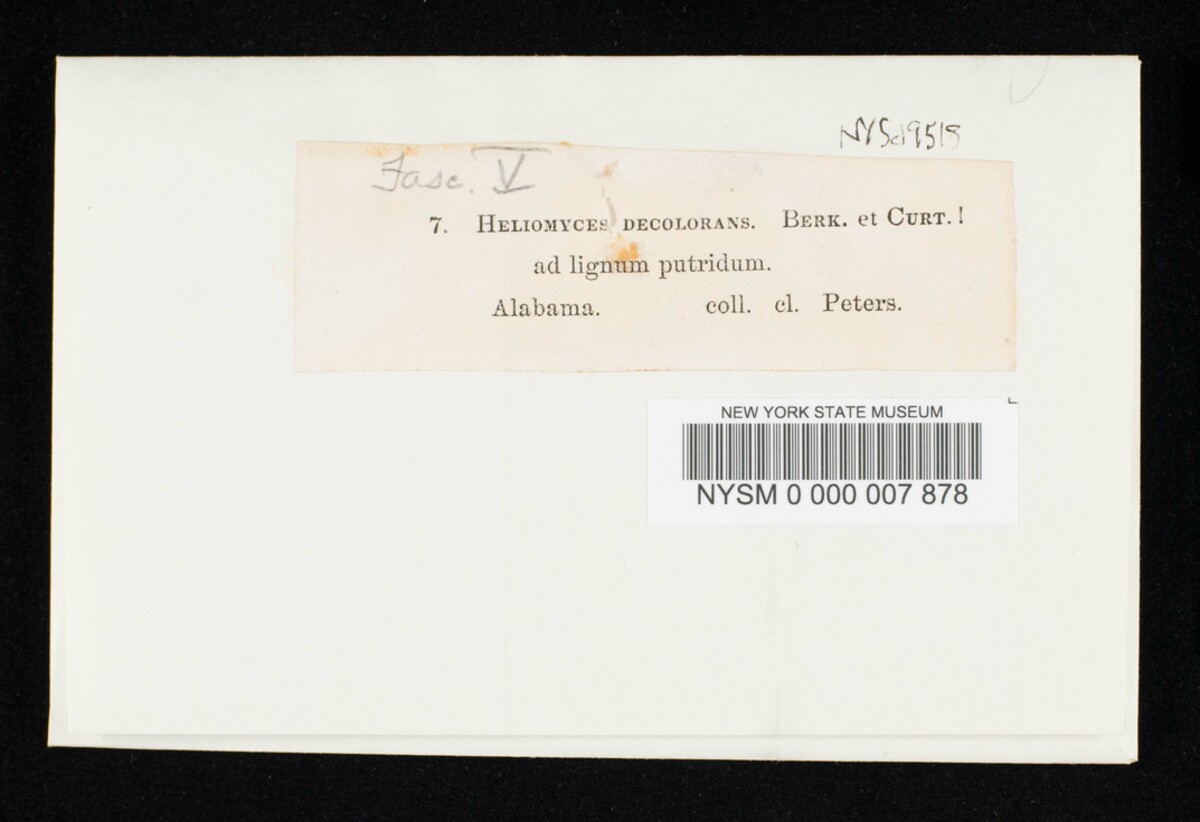 NYSd9518
Fasc. V
7. HELIOMYCES DECOLORANS. BERK. et CURT. !
ad lignum putridum.
Alabama. coll. cl. Peters.
NEW YORK STATE MUSEUM
NYSM 0 000 007 878